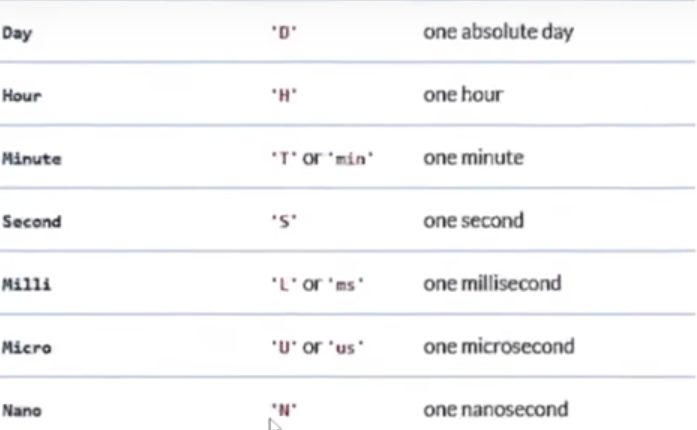 Day 'D' one absolute day
Hour 'H' one hour
Minute 'T' or 'min' one minute
Second 'S' one second
Milli 'L' or 'ms' one millisecond
Micro 'U' or 'us' one microsecond
Nano 'N' one nanosecond